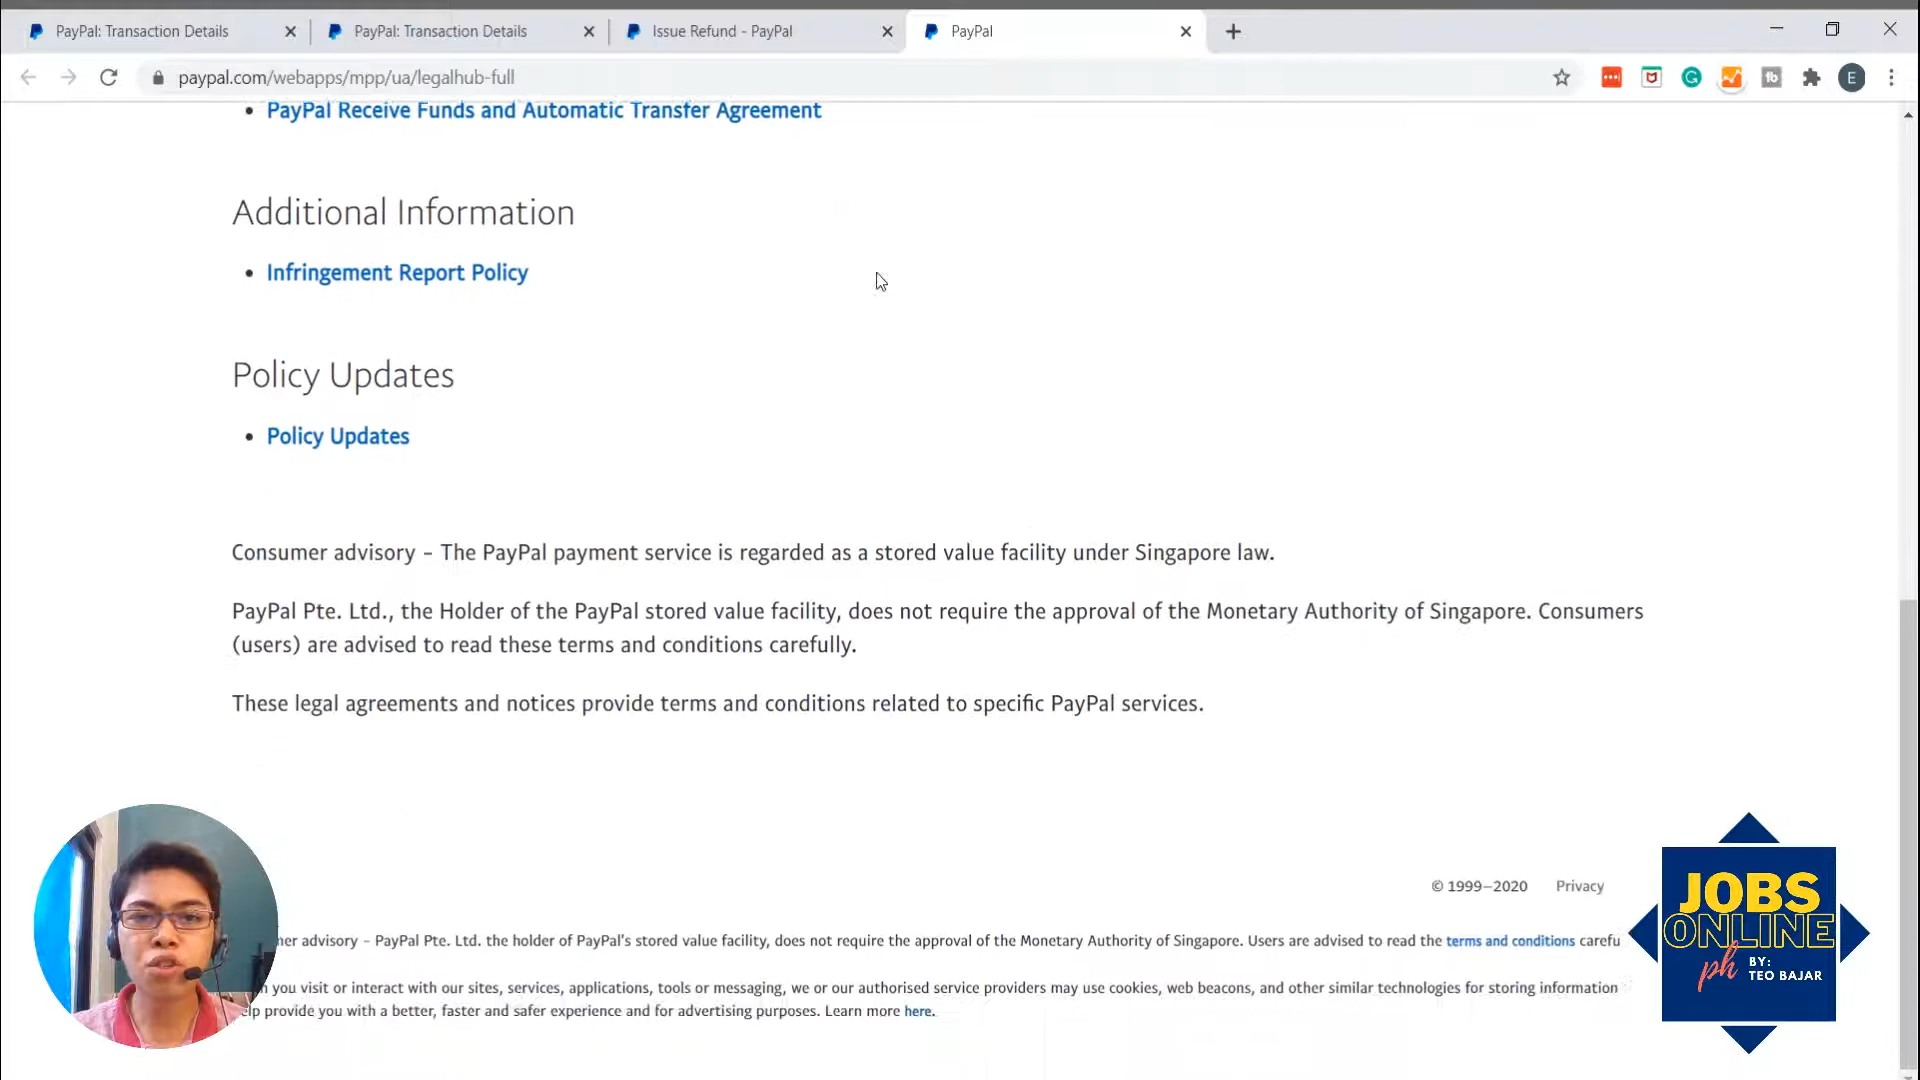 PayPal: Transaction Details
PayPal: Transaction Details
Issue Refund - PayPal
PayPal
paypal.com/webapps/mpp/ua/legalhub-full
E
PayPal Receive Funds and Automatic Transfer Agreement
Additional Information
Infringement Report Policy
Policy Updates
Policy Updates
Consumer advisory – The PayPal payment service is regarded as a stored value facility under Singapore law.
PayPal Pte. Ltd., the Holder of the PayPal stored value facility, does not require the approval of the Monetary Authority of Singapore. Consumers
(users) are advised to read these terms and conditions carefully.
These legal agreements and notices provide terms and conditions related to specific PayPal services.
© 1999–2020 Privacy
advisory – PayPal Pte. Ltd. the holder of PayPal's stored value facility, does not require the approval of the Monetary Authority of Singapore. Users are advised to read the terms and conditions
you visit or interact with our sites, services, applications, tools or messaging, we or our authorised service providers may use cookies, web beacons, and other similar technologies for storing information
provide you with a better, faster and safer experience and for advertising purposes. Learn more here.
JOBS
ONLINE
ph BY:
TEO BAJAR